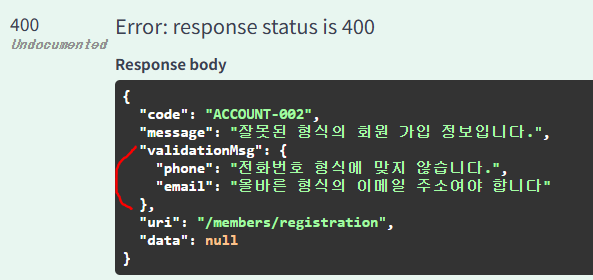 400
Undocumented
Error: response status is 400
Response body
{
"code": "ACCOUNT-002",
"message": "잘못된 형식의 회원 가입 정보입니다.",
"validationMsg": {
"phone": "전화번호 형식에 맞지 않습니다.",
"email": "올바른 형식의 이메일 주소여야 합니다"
},
"uri": "/members/registration",
"data": null
}